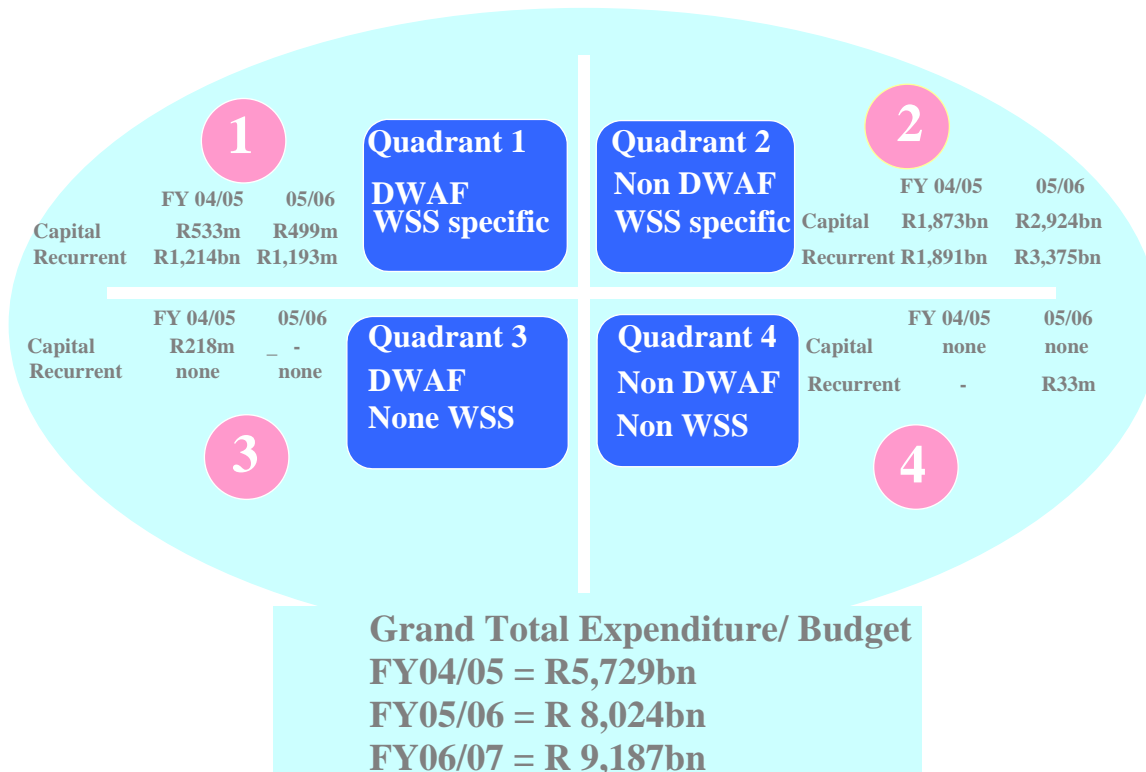 1
FY 04/05 05/06
Capital R533m R499m
Recurrent R1,214bn R1,193m
Quadrant 1
DWAF
WSS specific
Quadrant 2
Non DWAF
WSS specific
2
FY 04/05 05/06
Capital R1,873bn R2,924bn
Recurrent R1,891bn R3,375bn
FY 04/05 05/06
Capital R218m _ -
Recurrent none none
3
Quadrant 3
DWAF
None WSS
Quadrant 4
Non DWAF
Non WSS
FY 04/05 05/06
Capital none none
Recurrent - R33m
4
Grand Total Expenditure/ Budget
FY04/05 = R5,729bn
FY05/06 = R 8,024bn
FY06/07 = R 9,187bn